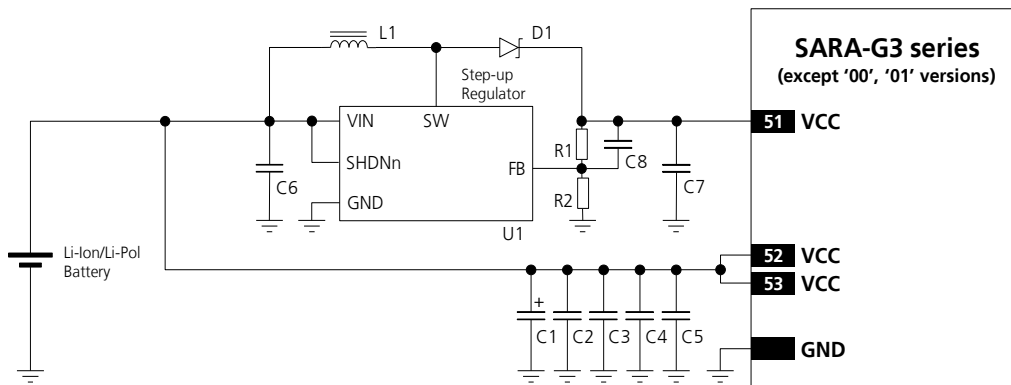 L1
D1
SARA-G3 series
(except ‘00’, ‘01’ versions)
Step-up
Regulator
VIN
SW
51 VCC
R1
C8
SHDNn
FB
C6
C7
R2
GND
U1
Li-Ion/Li-Pol
Battery
52 VCC
53 VCC
+
C1
C2
C3
C4
C5
GND